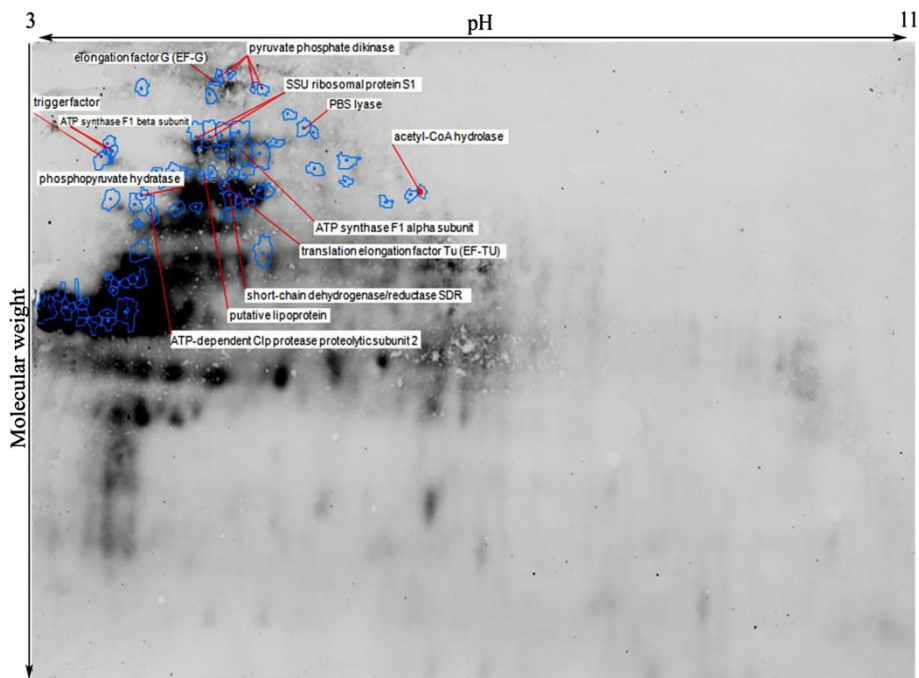 3
pH
11
pyruvate phosphate dikinase
elongation factor G (EF-G)
SSU ribosomal protein S1
trigger factor
PBS lyase
ATP synthase F1 beta subunit
acetyl-CoA hydrolase
phosphopyruvate hydratase
ATP synthase F1 alpha subunit
translation elongation factor Tu (EF-TU)
short-chain dehydrogenase/reductase SDR
putative lipoprotein
ATP-dependent Clp protease proteolytic subunit 2
Molecular weight